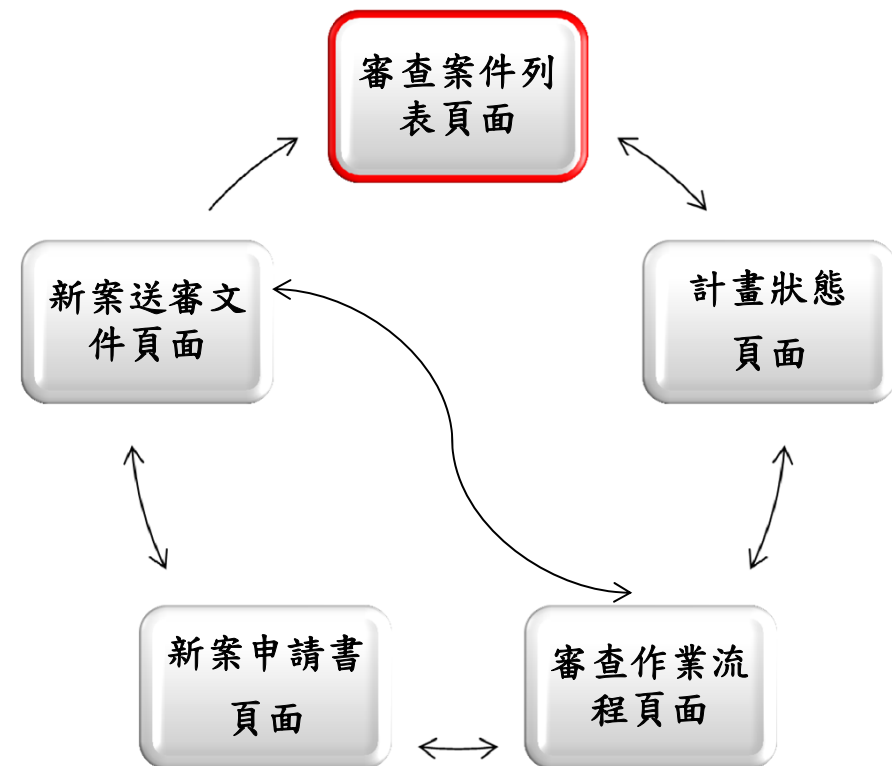 審查案件列
表頁面
新案送審文
件頁面
計畫狀態
頁面
新案申請書
頁面
審查作業流
程頁面